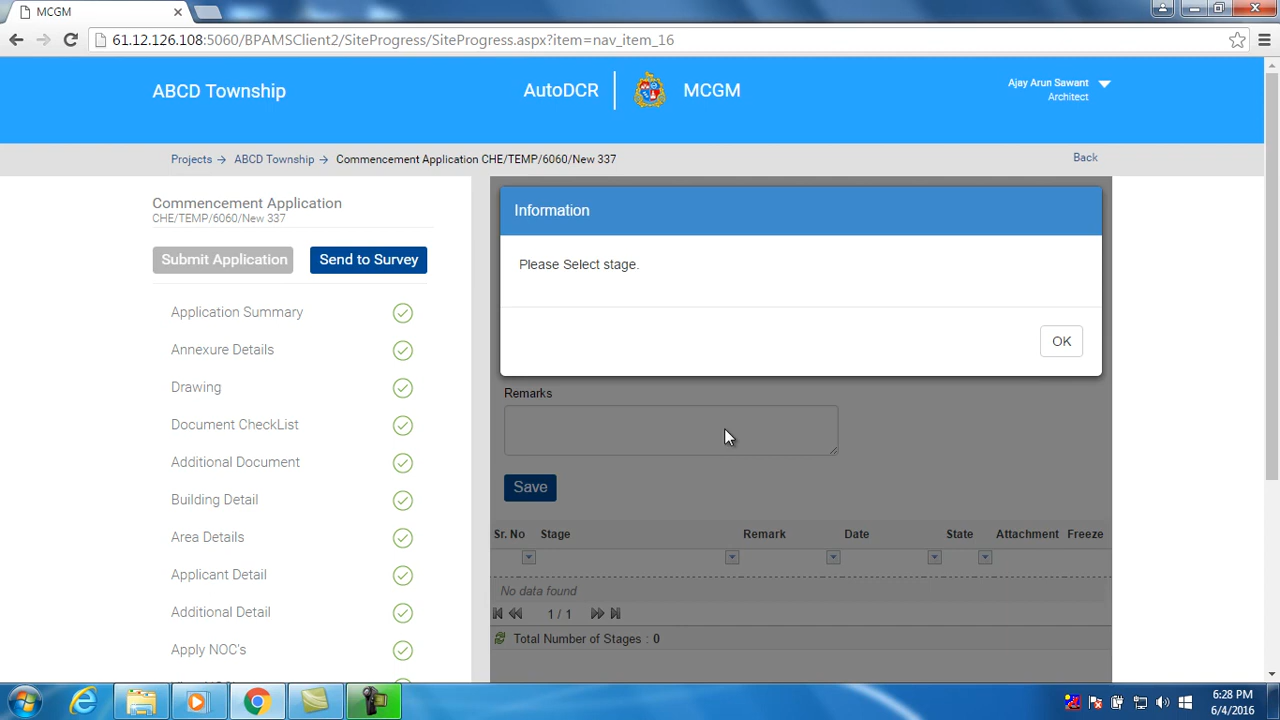 MCGM
61.12.126.108:5060/BPAMSClient2/SiteProgress/SiteProgress.aspx?item=nav_item_16
ABCD Township
AutoDCR
MCGM
Ajay Arun Sawant
Architect
Projects → ABCD Township → Commencement Application CHE/TEMP/6060/New 337
Back
Commencement Application
CHE/TEMP/6060/New 337
Submit Application
Send to Survey
Application Summary
Annexure Details
Drawing
Document CheckList
Additional Document
Building Detail
Area Details
Applicant Detail
Additional Detail
Apply NOC's
Information
Please Select stage.
OK
Remarks
Save
Sr. No Stage Remark Date State Attachment Freeze
No data found
1 / 1
Total Number of Stages : 0
6:28 PM
6/4/2016